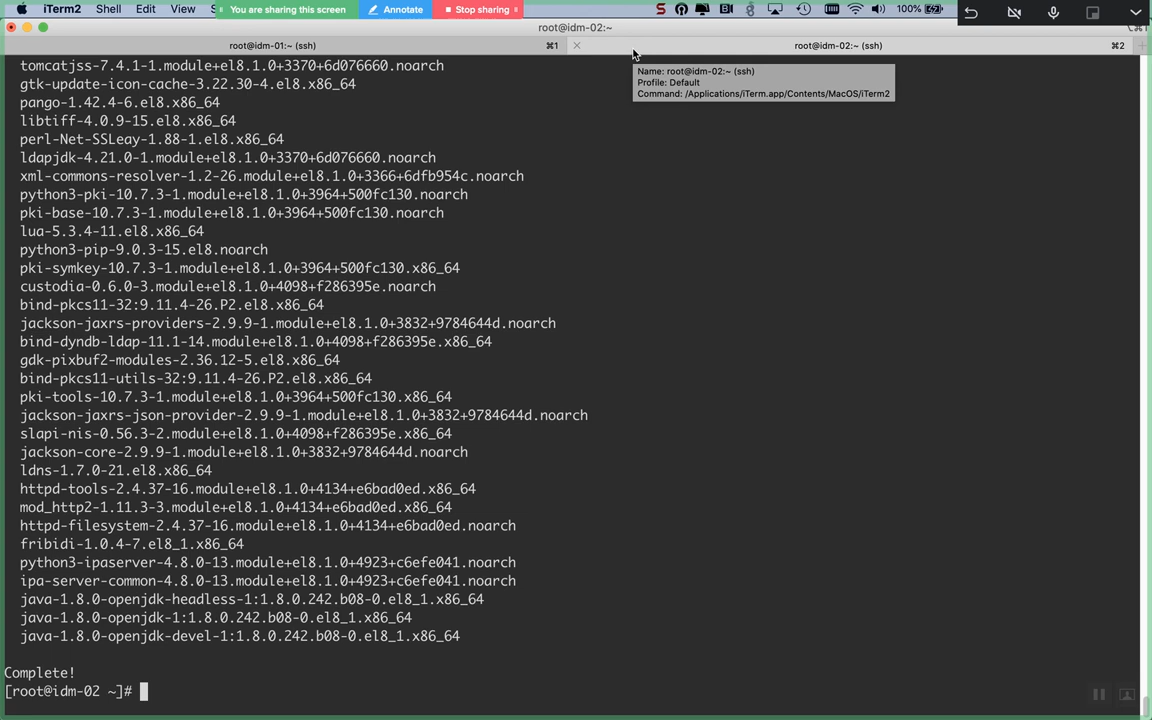 iTerm2 Shell Edit View S You are sharing this screen Annotate Stop sharing 100%
root@idm-02:~
root@idm-01:~ (ssh) ⌘1 root@idm-02:~ (ssh) ⌘2
Name: root@idm-02:~ (ssh)
Profile: Default
Command: /Applications/iTerm.app/Contents/MacOS/iTerm2
tomcatjss-7.4.1-1.module+el8.1.0+3370+6d076660.noarch
gtk-update-icon-cache-3.22.30-4.el8.x86_64
pango-1.42.4-6.el8.x86_64
libtiff-4.0.9-15.el8.x86_64
perl-Net-SSLeay-1.88-1.el8.x86_64
ldapjdk-4.21.0-1.module+el8.1.0+3370+6d076660.noarch
xml-commons-resolver-1.2-26.module+el8.1.0+3366+6dfb954c.noarch
python3-pki-10.7.3-1.module+el8.1.0+3964+500fc130.noarch
pki-base-10.7.3-1.module+el8.1.0+3964+500fc130.noarch
lua-5.3.4-11.el8.x86_64
python3-pip-9.0.3-15.el8.noarch
pki-symkey-10.7.3-1.module+el8.1.0+3964+500fc130.x86_64
custodia-0.6.0-3.module+el8.1.0+4098+f286395e.noarch
bind-pkcs11-32:9.11.4-26.P2.el8.x86_64
jackson-jaxrs-providers-2.9.9-1.module+el8.1.0+3832+9784644d.noarch
bind-dyndb-ldap-11.1-14.module+el8.1.0+4098+f286395e.x86_64
gdk-pixbuf2-modules-2.36.12-5.el8.x86_64
bind-pkcs11-utils-32:9.11.4-26.P2.el8.x86_64
pki-tools-10.7.3-1.module+el8.1.0+3964+500fc130.x86_64
jackson-jaxrs-json-provider-2.9.9-1.module+el8.1.0+3832+9784644d.noarch
slapi-nis-0.56.3-2.module+el8.1.0+4098+f286395e.x86_64
jackson-core-2.9.9-1.module+el8.1.0+3832+9784644d.noarch
ldns-1.7.0-21.el8.x86_64
httpd-tools-2.4.37-16.module+el8.1.0+4134+e6bad0ed.x86_64
mod_http2-1.11.3-3.module+el8.1.0+4134+e6bad0ed.x86_64
httpd-filesystem-2.4.37-16.module+el8.1.0+4134+e6bad0ed.noarch
fribidi-1.0.4-7.el8_1.x86_64
python3-ipaserver-4.8.0-13.module+el8.1.0+4923+c6efe041.noarch
ipa-server-common-4.8.0-13.module+el8.1.0+4923+c6efe041.noarch
java-1.8.0-openjdk-headless-1:1.8.0.242.b08-0.el8_1.x86_64
java-1.8.0-openjdk-1:1.8.0.242.b08-0.el8_1.x86_64
java-1.8.0-openjdk-devel-1:1.8.0.242.b08-0.el8_1.x86_64
Complete!
[root@idm-02 ~]#